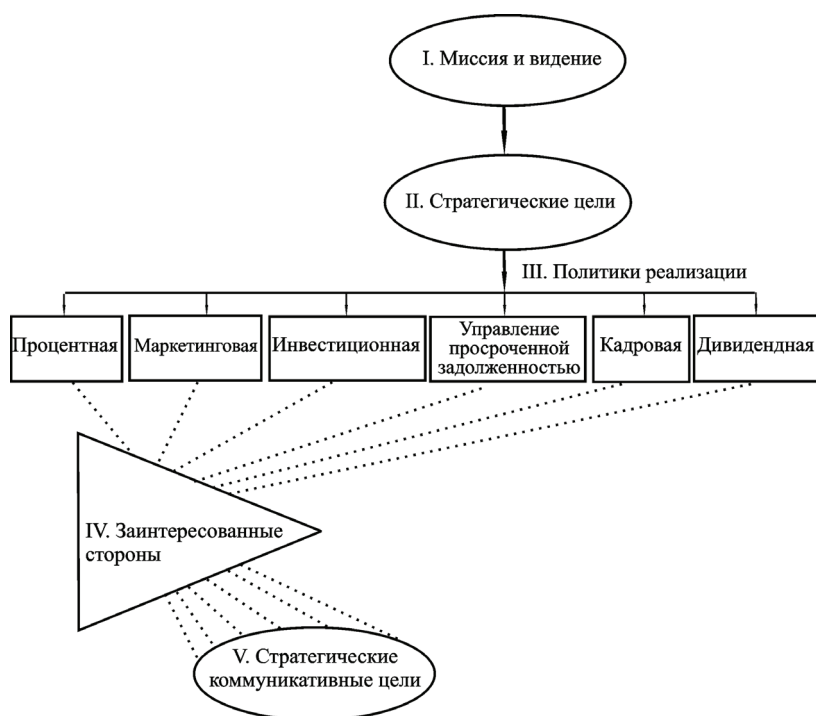 I. Миссия и видение
II. Стратегические цели
III. Политики реализации
Процентная
Маркетинговая
Инвестиционная
Управление
просроченной
задолженностью
Кадровая
Дивидендная
IV. Заинтересованные
стороны
V. Стратегические
коммуникативные цели